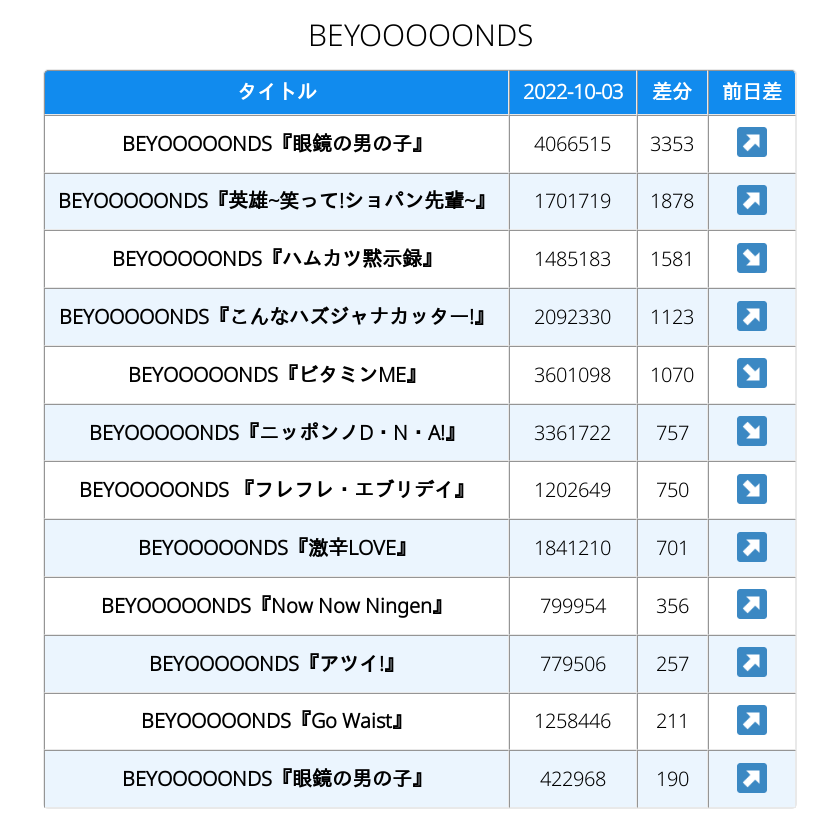 BEYOOOOONDS
タイトル 2022-10-03 差分 前日差
BEYOOOOONDS『眼鏡の男の子』 4066515 3353 ↗
BEYOOOOONDS『英雄~笑って!ショパン先輩~』 1701719 1878 ↗
BEYOOOOONDS『ハムカツ黙示録』 1485183 1581 ↘
BEYOOOOONDS『こんなハズジャナカッター!』 2092330 1123 ↗
BEYOOOOONDS『ビタミンME』 3601098 1070 ↘
BEYOOOOONDS『ニッポンノD・N・A!』 3361722 757 ↘
BEYOOOOONDS 『フレフレ・エブリデイ』 1202649 750 ↘
BEYOOOOONDS『激辛LOVE』 1841210 701 ↗
BEYOOOOONDS『Now Now Ningen』 799954 356 ↗
BEYOOOOONDS『アツイ!』 779506 257 ↗
BEYOOOOONDS『Go Waist』 1258446 211 ↗
BEYOOOOONDS『眼鏡の男の子』 422968 190 ↗